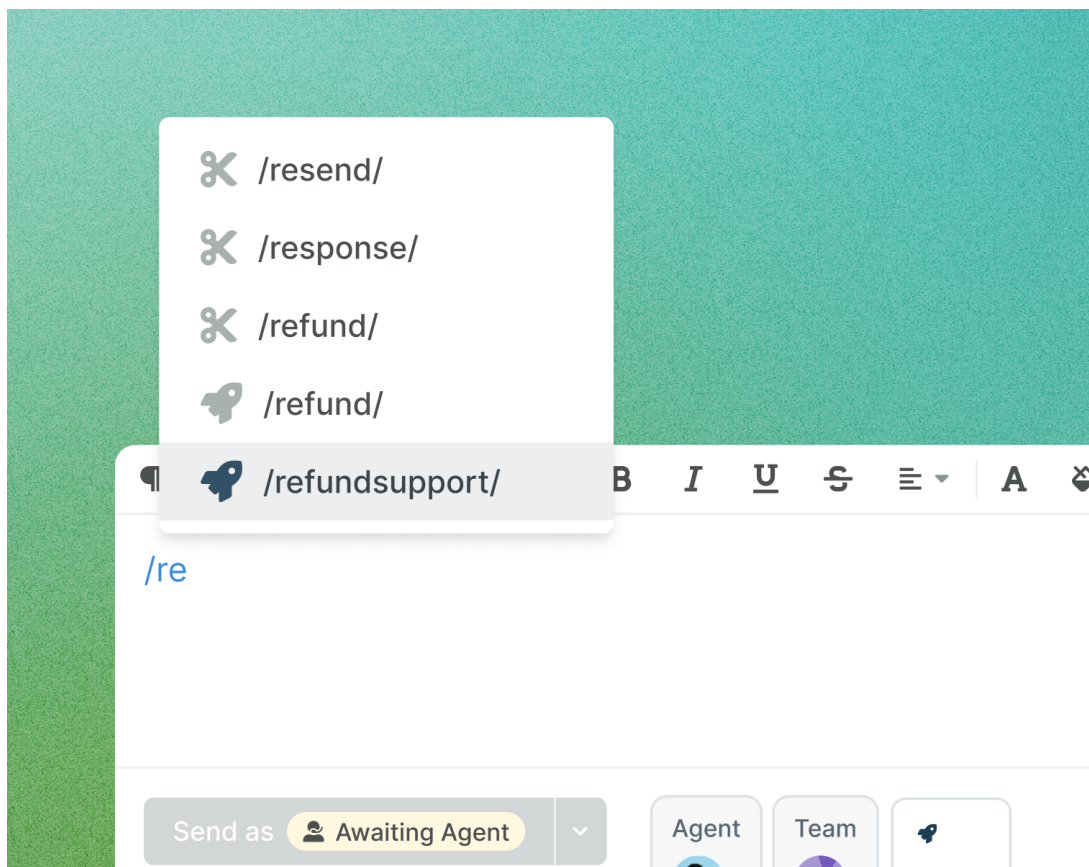 /resend/
/response/
/refund/
/refund/
/refundsupport/
B I U S A
/re
Send as Awaiting Agent
Agent
Team